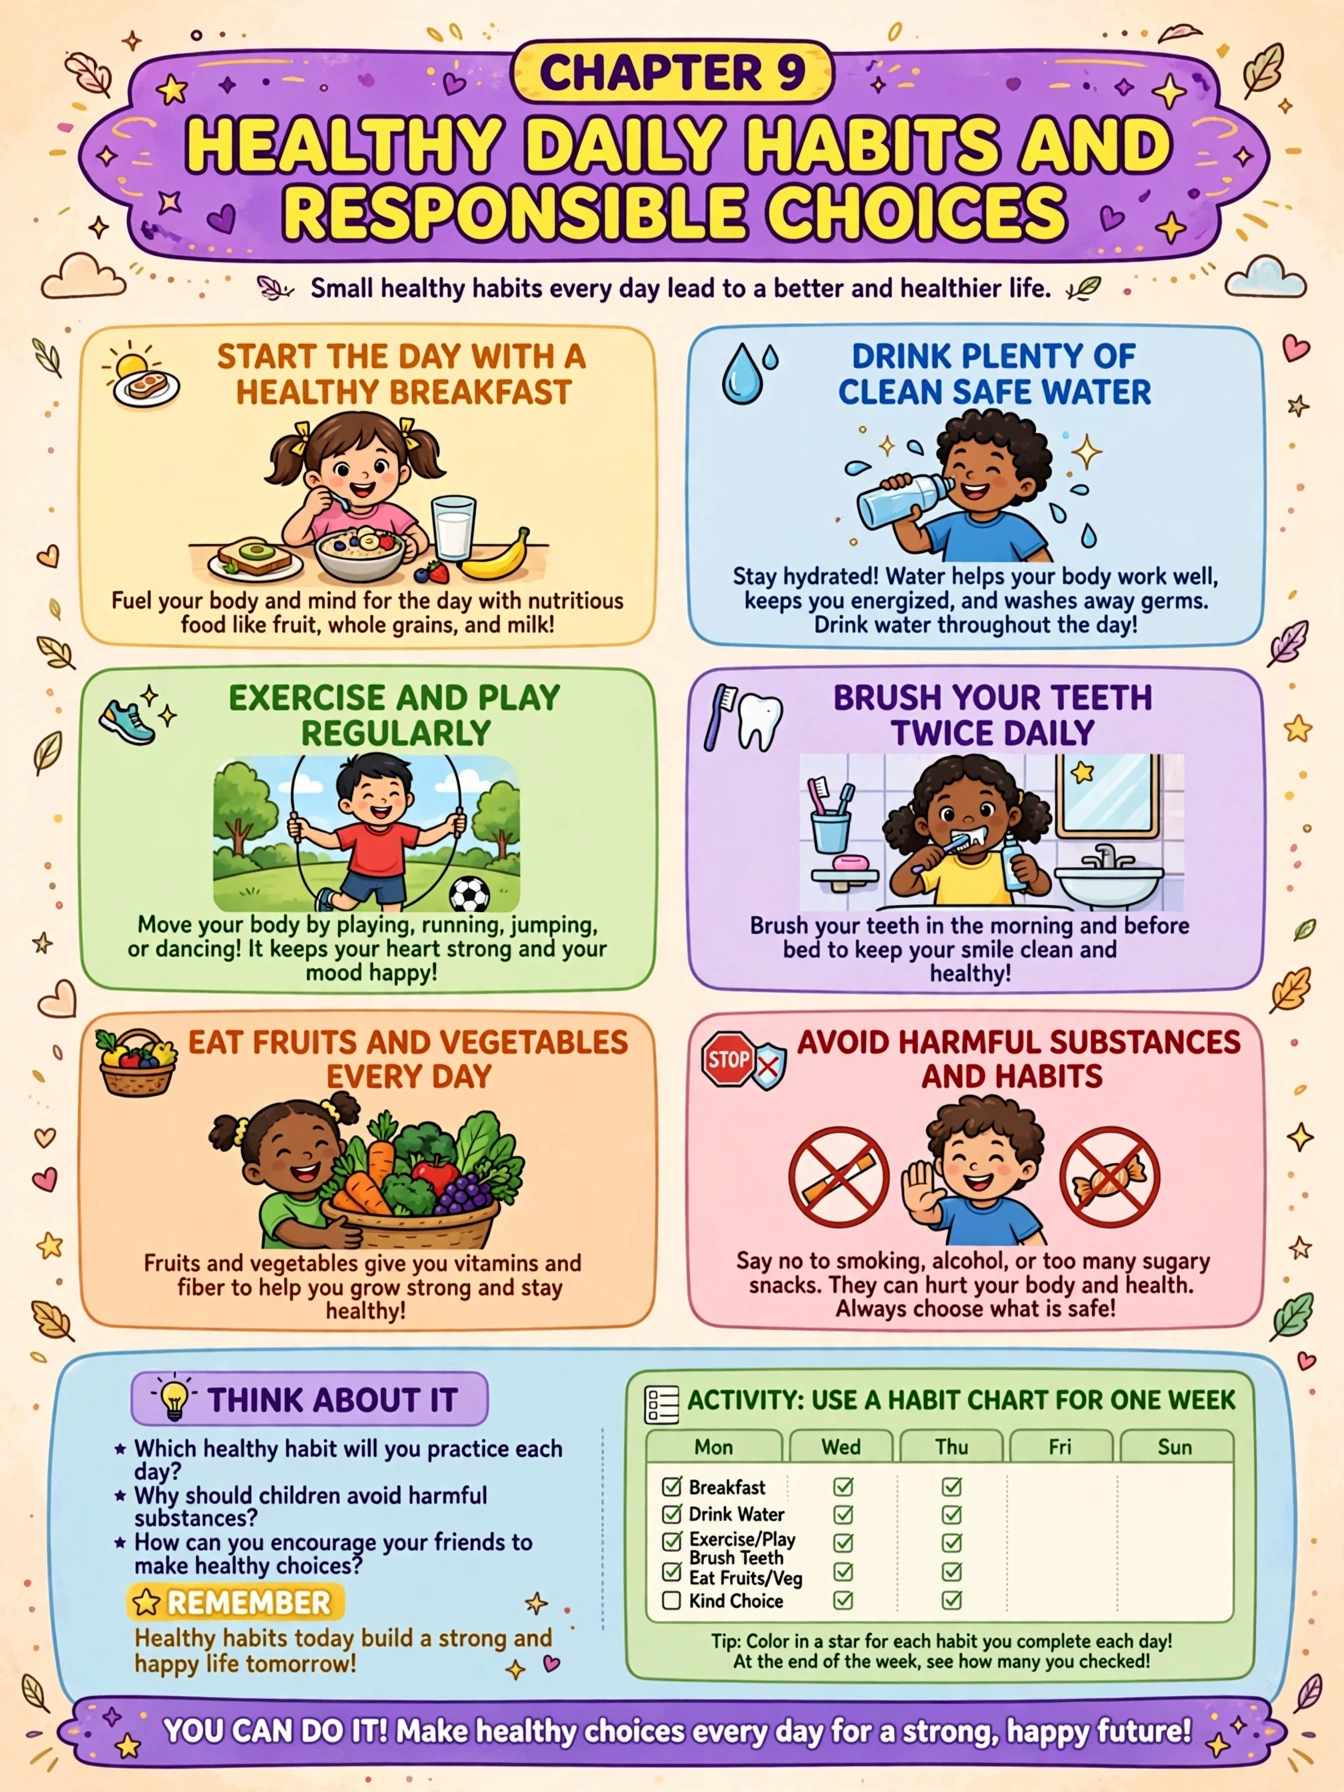 CHAPTER 9
HEALTHY DAILY HABITS AND
RESPONSIBLE CHOICES
Small healthy habits every day lead to a better and healthier life.
START THE DAY WITH A
HEALTHY BREAKFAST
Fuel your body and mind for the day with nutritious
food like fruit, whole grains, and milk!
DRINK PLENTY OF
CLEAN SAFE WATER
Stay hydrated! Water helps your body work well,
keeps you energized, and washes away germs.
Drink water throughout the day!
EXERCISE AND PLAY
REGULARLY
Move your body by playing, running, jumping,
or dancing! It keeps your heart strong and your
mood happy!
BRUSH YOUR TEETH
TWICE DAILY
Brush your teeth in the morning and before
bed to keep your smile clean and
healthy!
EAT FRUITS AND VEGETABLES
EVERY DAY
Fruits and vegetables give you vitamins and
fiber to help you grow strong and stay
healthy!
STOP
AVOID HARMFUL SUBSTANCES
AND HABITS
Say no to smoking, alcohol, or too many sugary
snacks. They can hurt your body and health.
Always choose what is safe!
THINK ABOUT IT
Which healthy habit will you practice each
day?
Why should children avoid harmful
substances?
How can you encourage your friends to
make healthy choices?
REMEMBER
Healthy habits today build a strong and
happy life tomorrow!
ACTIVITY: USE A HABIT CHART FOR ONE WEEK
Mon Wed Thu Fri Sun
Breakfast
Drink Water
Exercise/Play
Brush Teeth
Eat Fruits/Veg
Kind Choice
Tip: Color in a star for each habit you complete each day!
At the end of the week, see how many you checked!
YOU CAN DO IT! Make healthy choices every day for a strong, happy future!